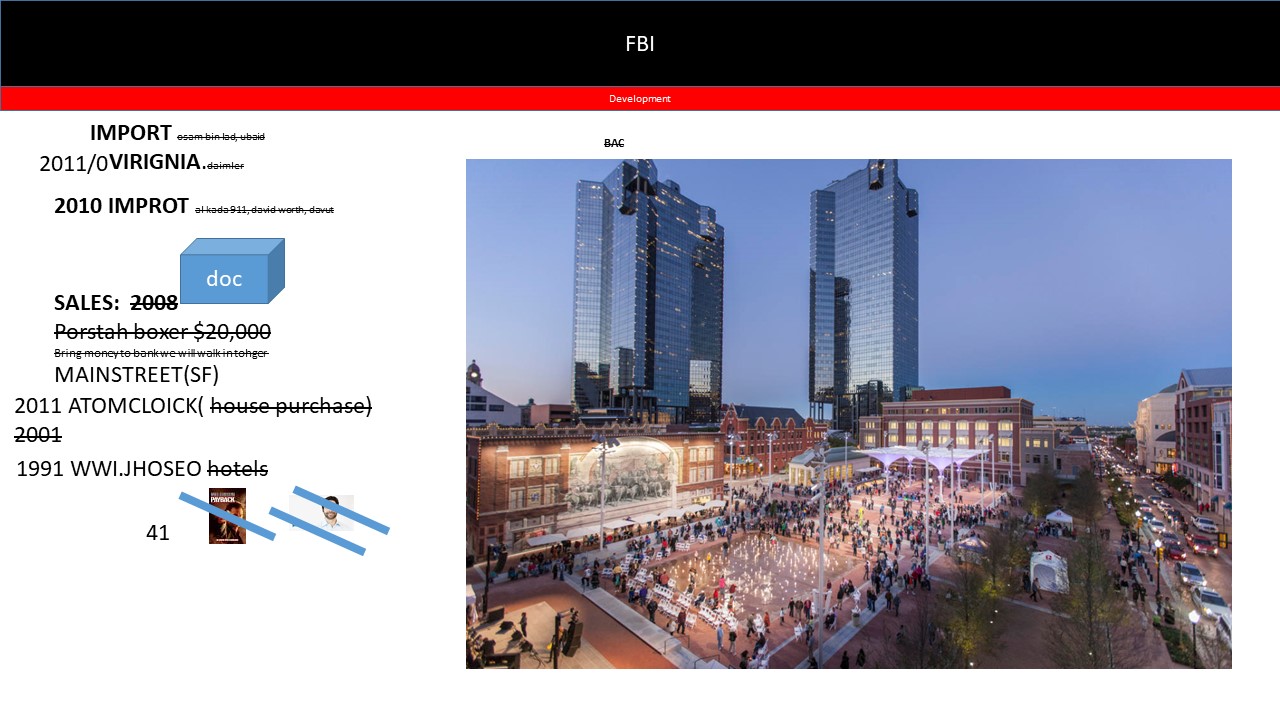 FBI
Development
IMPORT osam bin lad, ubaid
2011/0VIRIGNIA.daimler
BAC
2010 IMPROT al kada 911, david worth, davut
doc
SALES: 2008
Porstah boxer $20,000
Bring money to bank we will walk in tohger
MAINSTREET(SF)
2011 ATOMCLOICK( house purchase)
2001
1991 WWI.JHOSEO hotels
PAYBACK
41